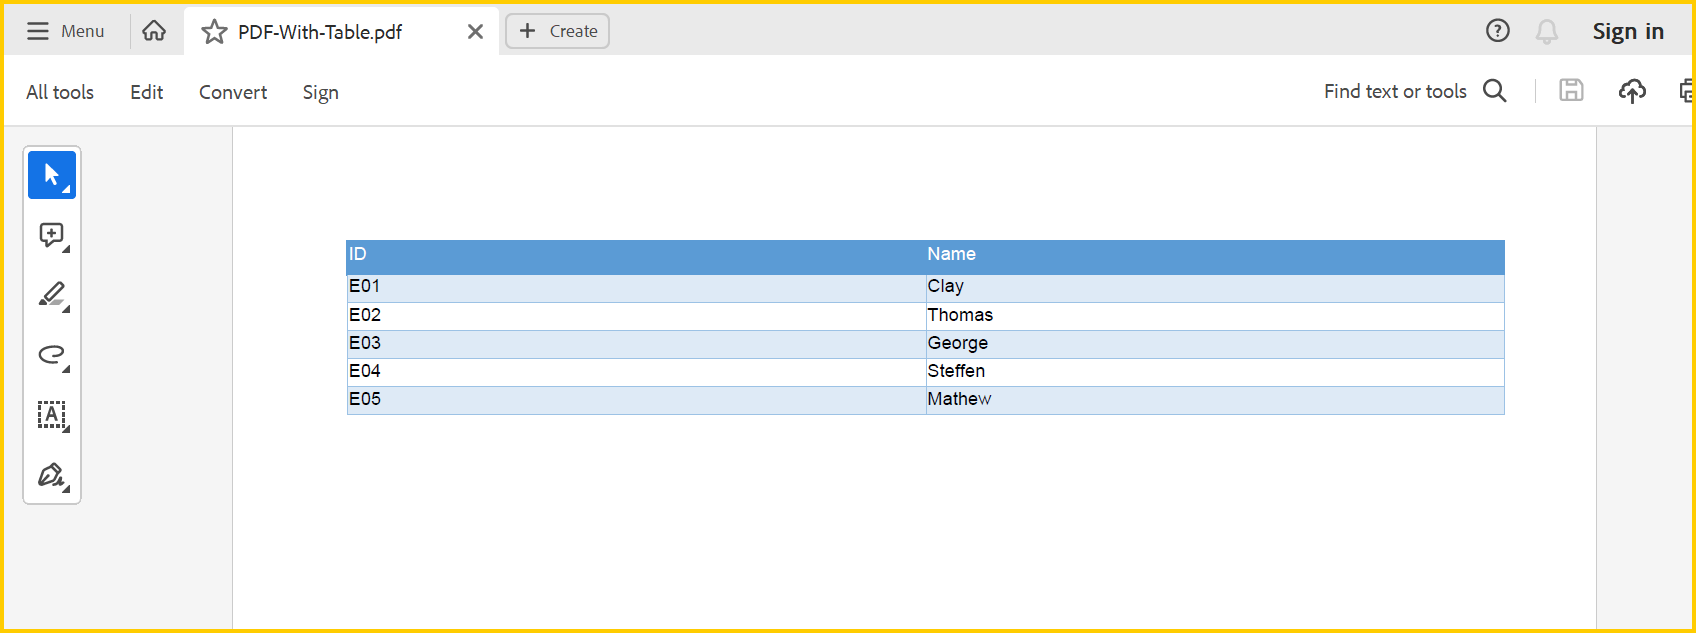 Menu PDF-With-Table.pdf Create Sign in
All tools Edit Convert Sign Find text or tools
A
ID Name
E01 Clay
E02 Thomas
E03 George
E04 Steffen
E05 Mathew